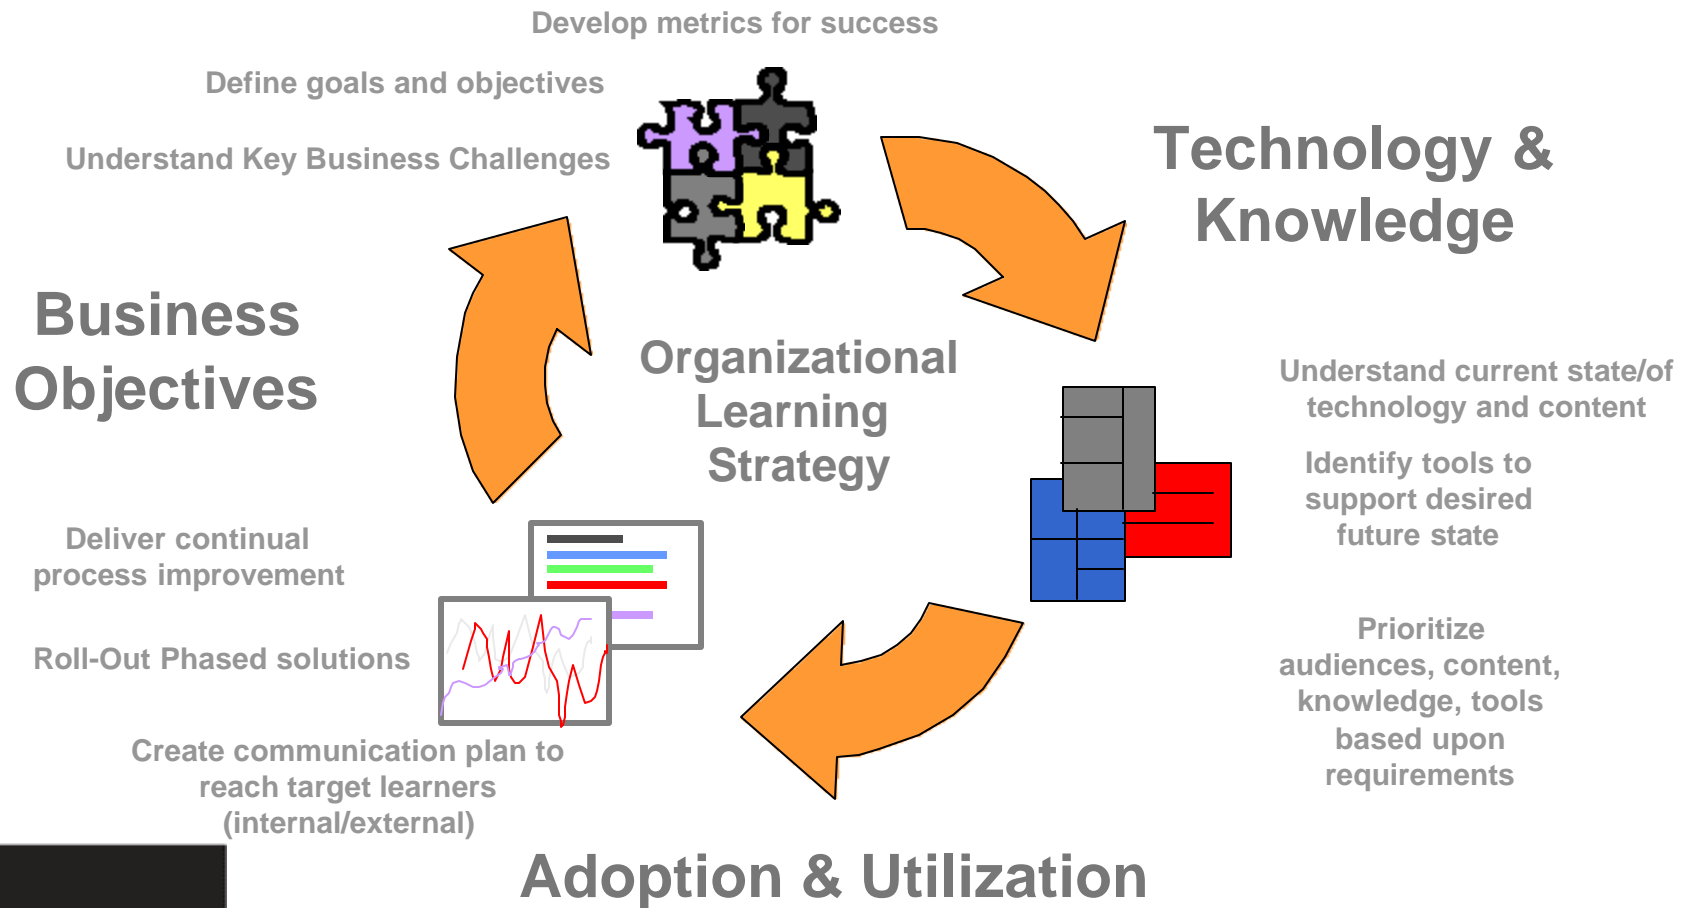 Develop metrics for success
Define goals and objectives
Understand Key Business Challenges
Technology &
Knowledge
Business
Objectives
Organizational
Learning
Strategy
Understand current state/of
technology and content
Identify tools to
support desired
future state
Prioritize
audiences, content,
knowledge, tools
based upon
requirements
Deliver continual
process improvement
Roll-Out Phased solutions
Create communication plan to
reach target learners
(internal/external)
Adoption & Utilization